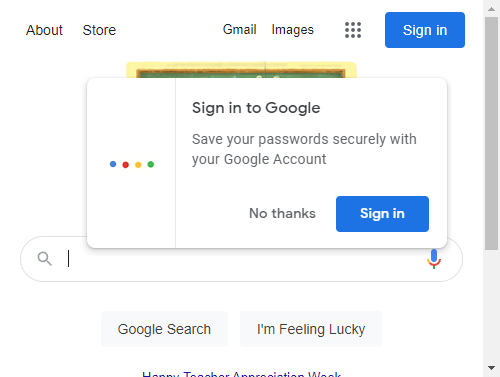 About Store Gmail Images Sign in
Sign in to Google
Save your passwords securely with
your Google Account
No thanks Sign in
Google Search I'm Feeling Lucky
Happy Teacher Appreciation Week